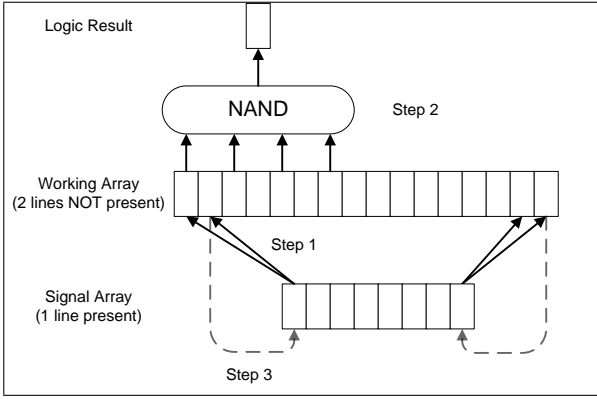 Logic Result
NAND
Step 2
Working Array
(2 lines NOT present)
Step 1
Signal Array
(1 line present)
Step 3